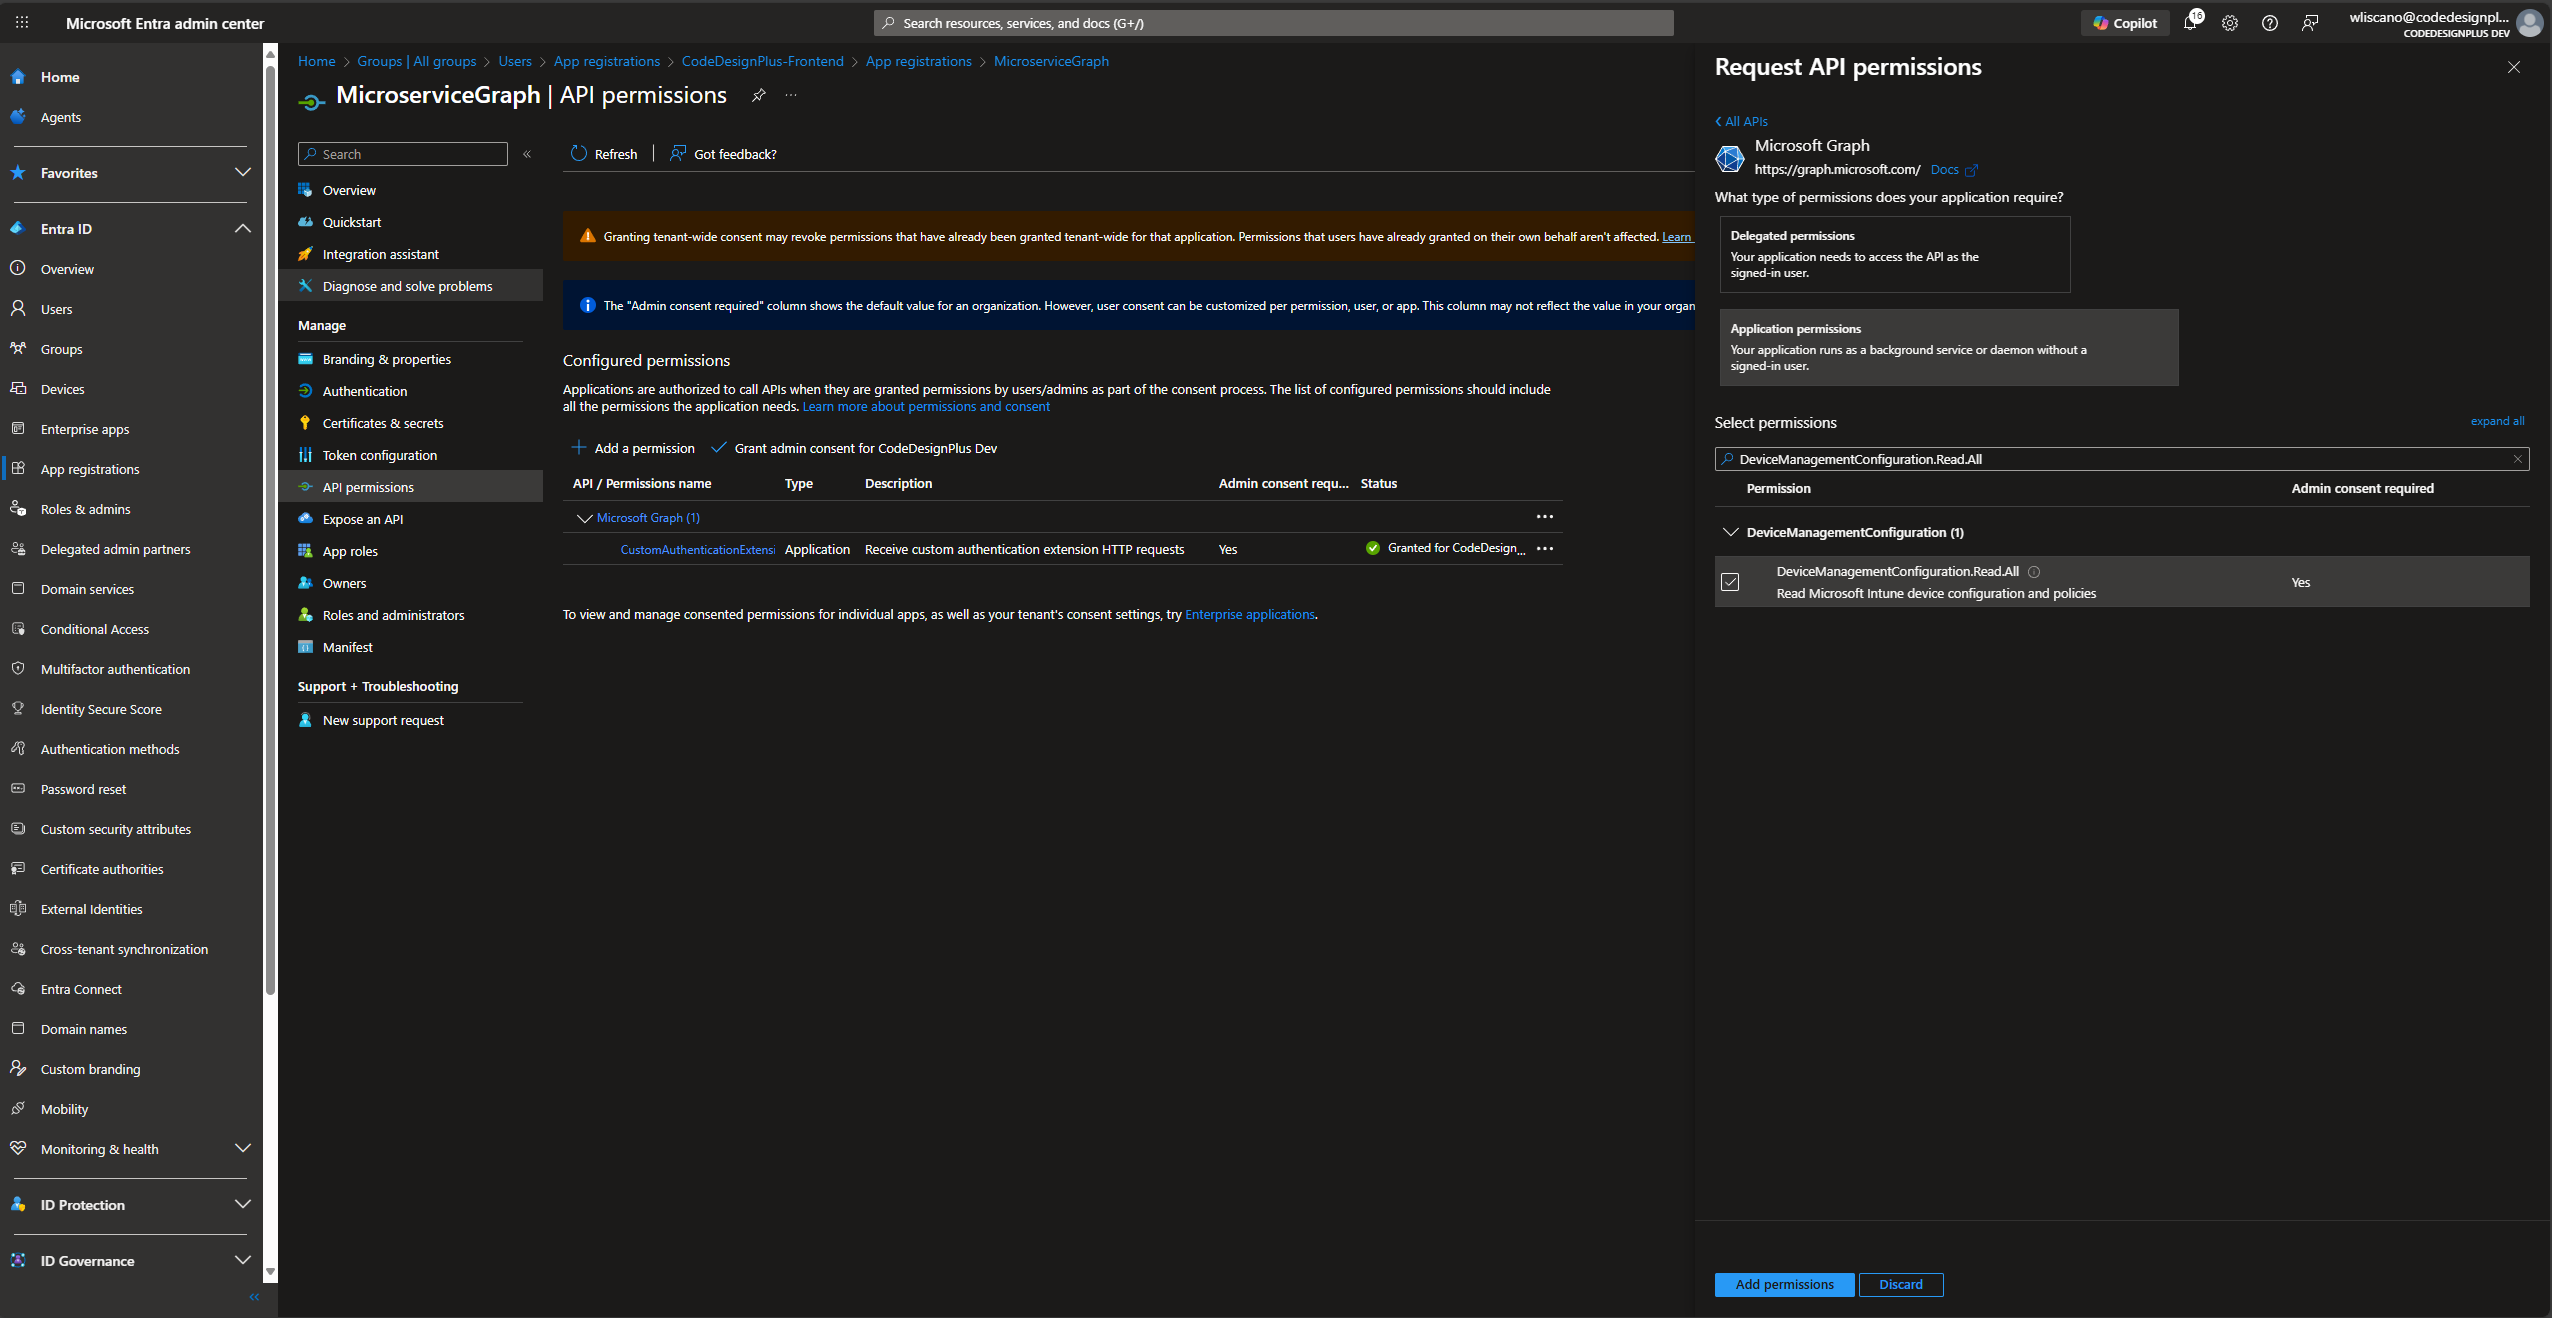 Microsoft Entra admin center
Search resources, services, and docs (G+/)
Copilot
16
wliscano@codedesignpl...
CODEDESIGNPLUS DEV
Home
Agents
Favorites
Entra ID
Overview
Users
Groups
Devices
Enterprise apps
App registrations
Roles & admins
Delegated admin partners
Domain services
Conditional Access
Multifactor authentication
Identity Secure Score
Authentication methods
Password reset
Custom security attributes
Certificate authorities
External Identities
Cross-tenant synchronization
Entra Connect
Domain names
Custom branding
Mobility
Monitoring & health
ID Protection
ID Governance
Home > Groups | All groups > Users > App registrations > CodeDesignPlus-Frontend > App registrations > MicroserviceGraph
MicroserviceGraph | API permissions
Search
Overview
Quickstart
Integration assistant
Diagnose and solve problems
Manage
Branding & properties
Authentication
Certificates & secrets
Token configuration
API permissions
Expose an API
App roles
Owners
Roles and administrators
Manifest
Support + Troubleshooting
New support request
Refresh
Got feedback?
Granting tenant-wide consent may revoke permissions that have already been granted tenant-wide for that application. Permissions that users have already granted on their own behalf aren't affected. Learn
The "Admin consent required" column shows the default value for an organization. However, user consent can be customized per permission, user, or app. This column may not reflect the value in your organ
Configured permissions
Applications are authorized to call APIs when they are granted permissions by users/admins as part of the consent process. The list of configured permissions should include
all the permissions the application needs. Learn more about permissions and consent
Add a permission
Grant admin consent for CodeDesignPlus Dev
API / Permissions name Type Description Admin consent requ... Status
Microsoft Graph (1)
CustomAuthenticationExtensi Application Receive custom authentication extension HTTP requests Yes Granted for CodeDesign...
To view and manage consented permissions for individual apps, as well as your tenant's consent settings, try Enterprise applications.
Request API permissions
All APIs
Microsoft Graph
https://graph.microsoft.com/ Docs
What type of permissions does your application require?
Delegated permissions
Your application needs to access the API as the
signed-in user.
Application permissions
Your application runs as a background service or daemon without a
signed-in user.
Select permissions
expand all
DeviceManagementConfiguration.Read.All
Permission Admin consent required
DeviceManagementConfiguration (1)
DeviceManagementConfiguration.Read.All
Read Microsoft Intune device configuration and policies
Yes
Add permissions
Discard